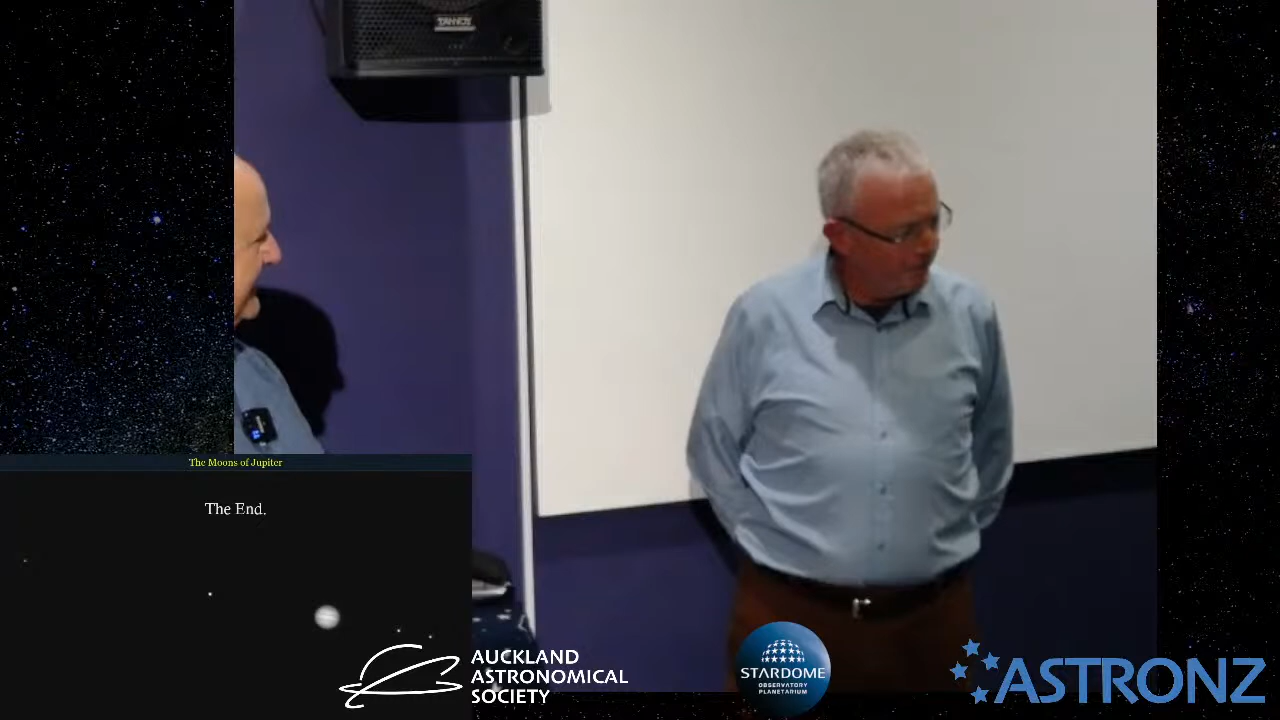 TANNOY
The Moons of Jupiter
The End.
AUCKLAND
ASTRONOMICAL
SOCIETY
STARDOME
OBSERVATORY
PLANETARIUM
ASTRONZ